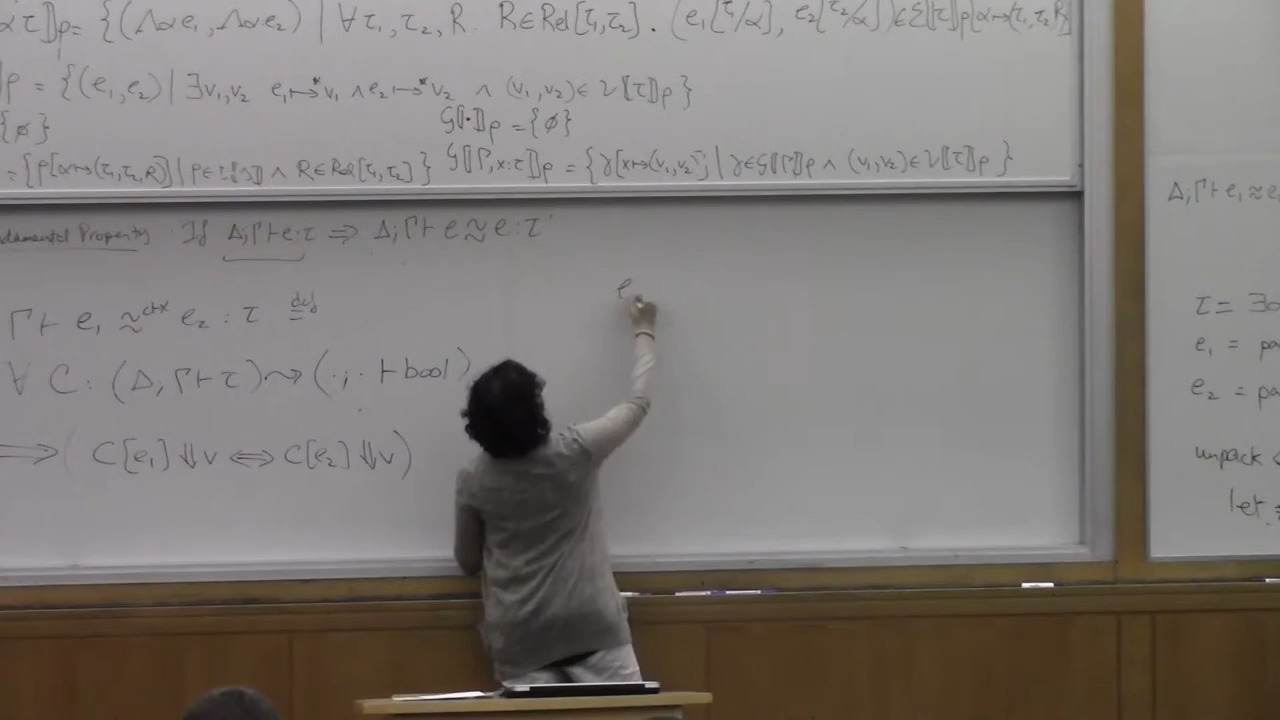 α.τ⟧ρ = {(Λα.e₁, Λα.e₂) | ∀τ₁,τ₂,R. R∈Rel[τ₁,τ₂]. (e₁[τ₁/α], e₂[τ₂/α])∈ℰ⟦τ⟧ρ[α↦(τ₁,τ₂,R)]
⟧ρ = {(e₁,e₂) | ∃v₁,v₂ e₁↦*v₁ ∧ e₂↦*v₂ ∧ (v₁,v₂)∈𝒱⟦τ⟧ρ}
{∅} 𝒢⟦·⟧ρ = {∅}
= {ρ[α↦(τ₁,τ₂,R)] | ρ∈𝒟⟦Δ⟧ ∧ R∈Rel[τ₁,τ₂]} 𝒢⟦Γ,x:τ⟧ρ = {γ[x↦(v₁,v₂)] | γ∈𝒢⟦Γ⟧ρ ∧ (v₁,v₂)∈𝒱⟦τ⟧ρ}
ndamental Property If Δ;Γ⊢e:τ ⇒ Δ;Γ⊢e≈e:τ
Γ⊢ e₁ ≈ctx e₂ : τ def=
∀ C : (Δ;Γ⊢τ) ⇝ (·;·⊢bool)
⟹ (C[e₁]⇓v ⟺ C[e₂]⇓v)
e
Δ;Γ⊢e₁≈e
τ = ∃α
e₁ = pa
e₂ = pa
unpack <
let